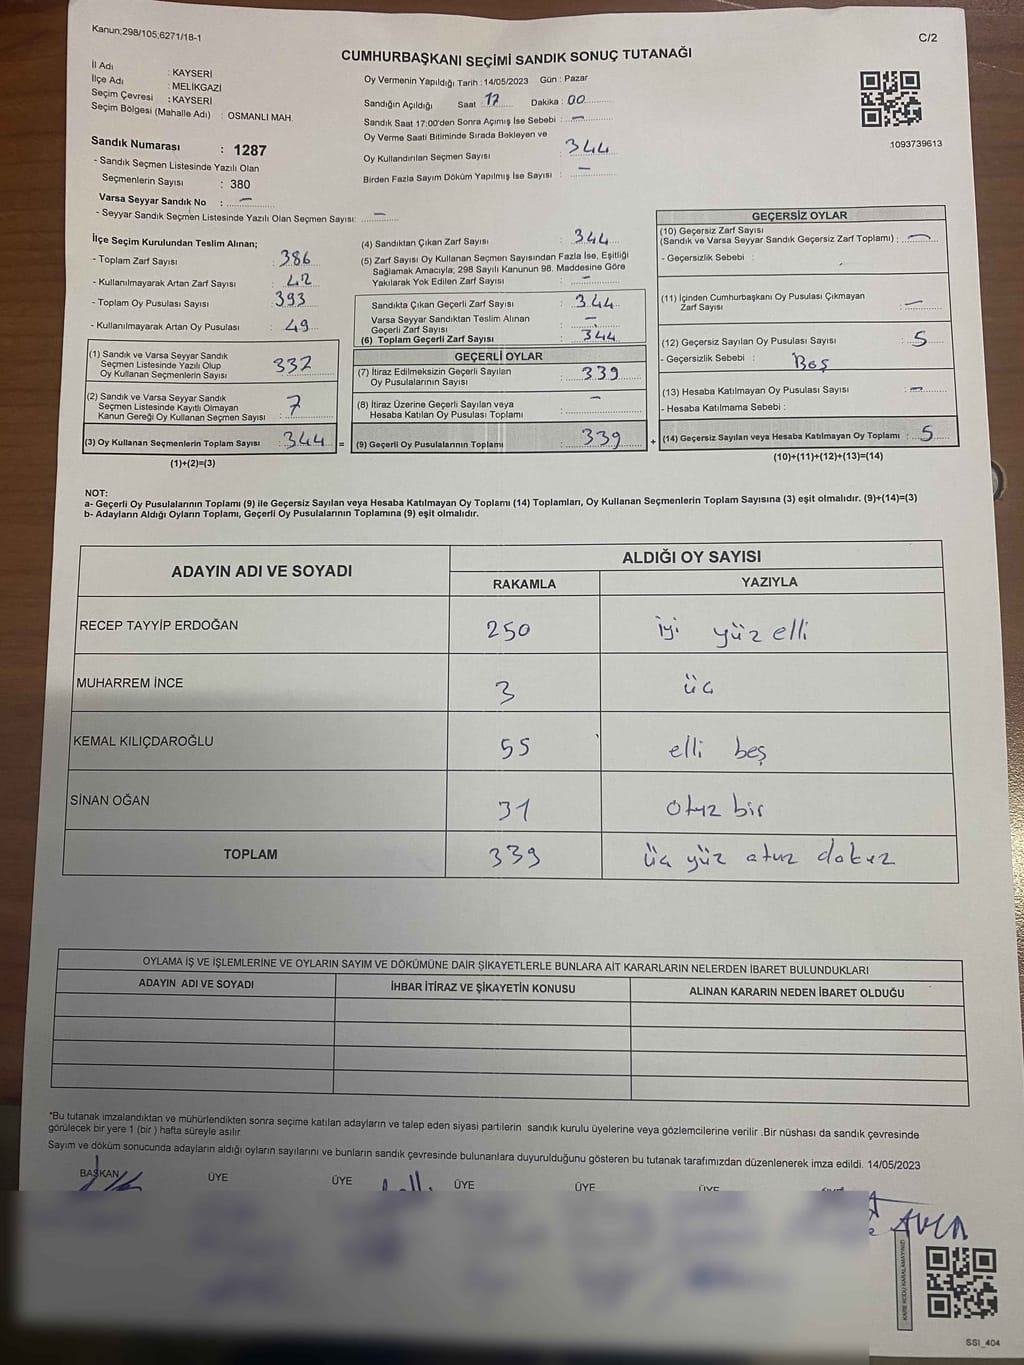 Kanun;298/105;6271/18-1
C/2
CUMHURBAŞKANI SEÇİMİ SANDIK SONUÇ TUTANAĞI
İl Adı : KAYSERİ
İlçe Adı : MELİKGAZİ
Seçim Çevresi : KAYSERİ
Seçim Bölgesi (Mahalle Adı) : OSMANLI MAH.
Sandık Numarası : 1287
- Sandık Seçmen Listesinde Yazılı Olan
Seçmenlerin Sayısı : 380
Varsa Seyyar Sandık No : –
- Seyyar Sandık Seçmen Listesinde Yazılı Olan Seçmen Sayısı: –
Oy Vermenin Yapıldığı Tarih : 14/05/2023 Gün : Pazar
Sandığın Açıldığı Saat : 17 Dakika : 00
Sandık Saat 17:00'den Sonra Açımış İse Sebebi : –
Oy Verme Saati Bitiminde Sırada Bekleyen ve
Oy Kullandırılan Seçmen Sayısı : 344
Birden Fazla Sayım Döküm Yapılmış İse Sayısı : –
1093739613
İlçe Seçim Kurulundan Teslim Alınan;
- Toplam Zarf Sayısı : 386
- Kullanılmayarak Artan Zarf Sayısı : 42
- Toplam Oy Pusulası Sayısı : 393
- Kullanılmayarak Artan Oy Pusulası : 49
(1) Sandık ve Varsa Seyyar Sandık
Seçmen Listesinde Yazılı Olup
Oy Kullanan Seçmenlerin Sayısı : 337
(2) Sandık ve Varsa Seyyar Sandık
Seçmen Listesinde Kayıtlı Olmayan
Kanun Gereği Oy Kullanan Seçmen Sayısı : 7
(3) Oy Kullanan Seçmenlerin Toplam Sayısı : 344 =
(1)+(2)=(3)
(4) Sandıktan Çıkan Zarf Sayısı : 344
(5) Zarf Sayısı Oy Kullanan Seçmen Sayısından Fazla İse, Eşitliği
Sağlamak Amacıyla; 298 Sayılı Kanunun 98. Maddesine Göre
Yakılarak Yok Edilen Zarf Sayısı : –
Sandıkta Çıkan Geçerli Zarf Sayısı : 344
Varsa Seyyar Sandıktan Teslim Alınan
Geçerli Zarf Sayısı : –
(6) Toplam Geçerli Zarf Sayısı : 344
GEÇERLİ OYLAR
(7) İtiraz Edilmeksizin Geçerli Sayılan
Oy Pusulalarının Sayısı : 339
(8) İtiraz Üzerine Geçerli Sayılan veya
Hesaba Katılan Oy Pusulası Toplamı : –
(9) Geçerli Oy Pusulalarının Toplamı : 339 +
GEÇERSİZ OYLAR
(10) Geçersiz Zarf Sayısı
(Sandık ve Varsa Seyyar Sandık Geçersiz Zarf Toplamı) : –
- Geçersizlik Sebebi :
(11) İçinden Cumhurbaşkanı Oy Pusulası Çıkmayan
Zarf Sayısı : –
(12) Geçersiz Sayılan Oy Pusulası Sayısı : 5
- Geçersizlik Sebebi : Boş
(13) Hesaba Katılmayan Oy Pusulası Sayısı : –
- Hesaba Katılmama Sebebi :
(14) Geçersiz Sayılan veya Hesaba Katılmayan Oy Toplamı : 5
(10)+(11)+(12)+(13)=(14)
NOT:
a- Geçerli Oy Pusulalarının Toplamı (9) ile Geçersiz Sayılan veya Hesaba Katılmayan Oy Toplamı (14) Toplamları, Oy Kullanan Seçmenlerin Toplam Sayısına (3) eşit olmalıdır. (9)+(14)=(3)
b- Adayların Aldığı Oyların Toplamı, Geçerli Oy Pusulalarının Toplamına (9) eşit olmalıdır.
ADAYIN ADI VE SOYADI
ALDIĞI OY SAYISI
RAKAMLA YAZIYLA
RECEP TAYYİP ERDOĞAN 250 iyi yüz elli
MUHARREM İNCE 3 üç
KEMAL KILIÇDAROĞLU 55 elli beş
SİNAN OĞAN 31 otuz bir
TOPLAM 339 üç yüz otuz dokuz
OYLAMA İŞ VE İŞLEMLERİNE VE OYLARIN SAYIM VE DÖKÜMÜNE DAİR ŞİKAYETLERLE BUNLARA AİT KARARLARIN NELERDEN İBARET BULUNDUKLARI
ADAYIN ADI VE SOYADI İHBAR İTİRAZ VE ŞİKAYETİN KONUSU ALINAN KARARIN NEDEN İBARET OLDUĞU
*Bu tutanak imzalandıktan ve mühürlendikten sonra seçime katılan adayların ve talep eden siyasi partilerin sandık kurulu üyelerine veya gözlemcilerine verilir .Bir nüshası da sandık çevresinde
görülecek bir yere 1 (bir ) hafta süreyle asılır.
Sayım ve döküm sonucunda adayların aldığı oyların sayılarını ve bunların sandık çevresinde bulunanlara duyurulduğunu gösteren bu tutanak tarafımızdan düzenlenerek imza edildi. 14/05/2023
BAŞKAN ÜYE ÜYE ÜYE ÜYE ÜYE
AVCA
KARE KODU KARALAMAYINIZ!
SSI_404